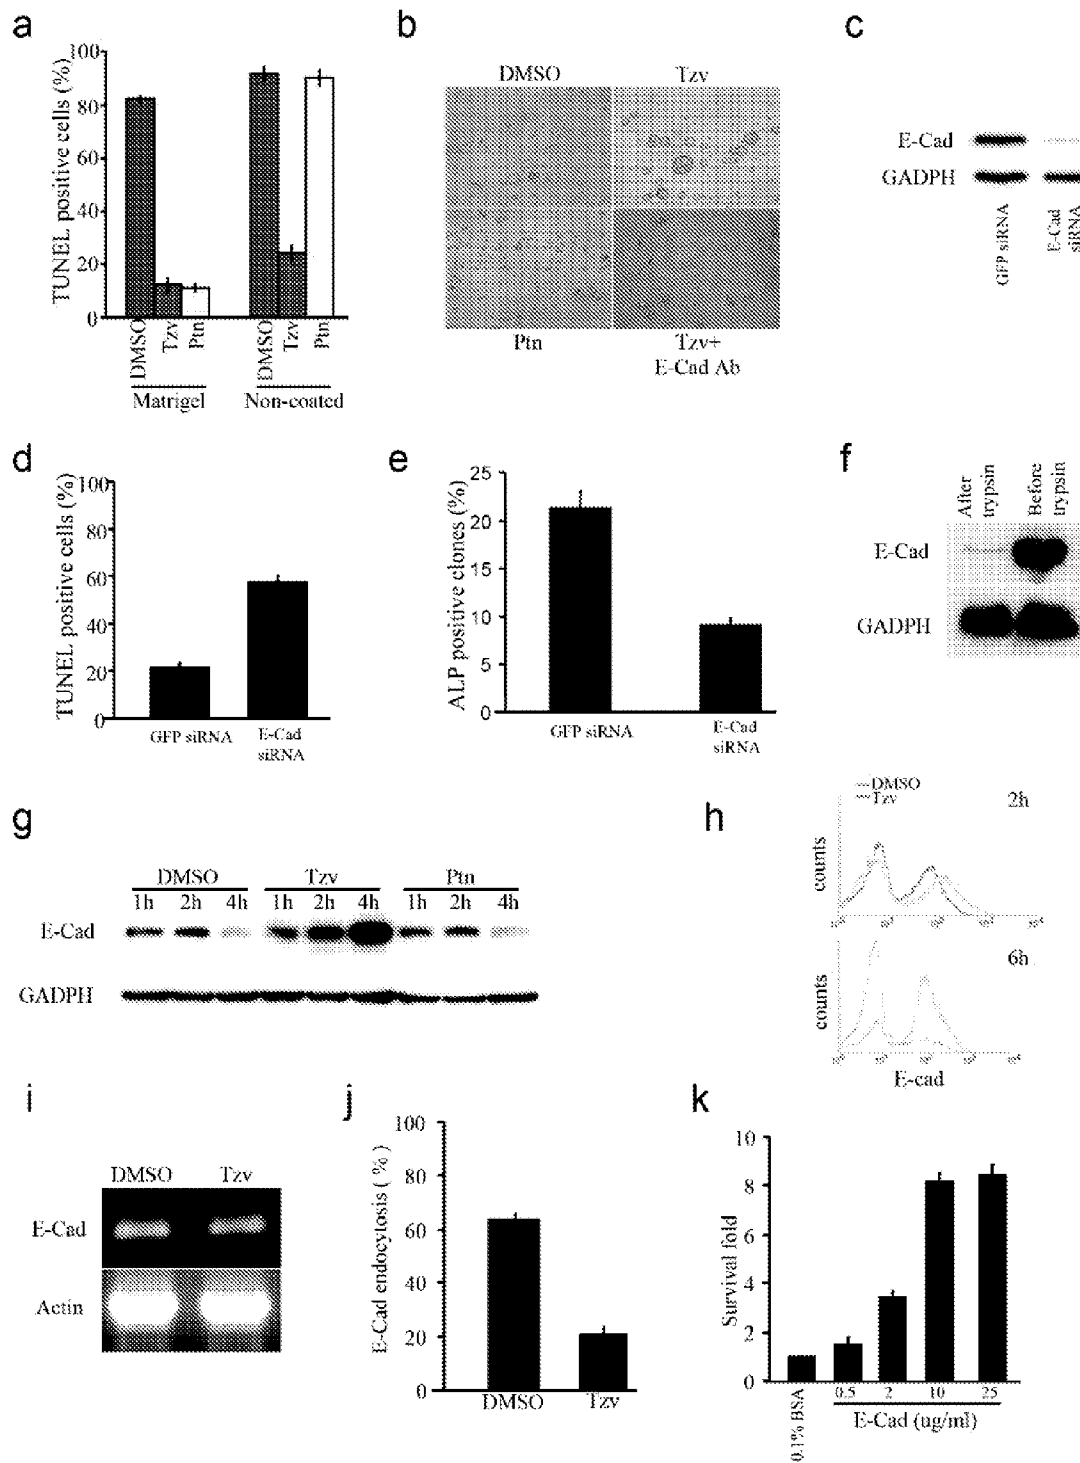 a
TUNEL positive cells (%)
100
80
60
40
20
0
DMSO
Tzv
Ptn
DMSO
Tzv
Ptn
Matrigel
Non-coated
b
DMSO
Tzv
Ptn
Tzv+
E-Cad Ab
c
E-Cad
GADPH
GFP siRNA
E-Cad
siRNA
d
TUNEL positive cells (%)
100
80
60
40
20
0
GFP siRNA
E-Cad
siRNA
e
ALP positive clones (%)
25
20
15
10
5
0
GFP siRNA
E-Cad
siRNA
f
After
trypsin
Before
trypsin
E-Cad
GADPH
g
DMSO Tzv Ptn
1h 2h 4h 1h 2h 4h 1h 2h 4h
E-Cad
GADPH
h
DMSO
Tzv
2h
counts
6h
counts
E-cad
i
DMSO Tzv
E-Cad
Actin
j
E-Cad endocytosis ( %)
100
80
60
40
20
0
DMSO
Tzv
k
Survival fold
10
8
6
4
2
0
0.1% BSA
0.5 2 10 25
E-Cad (ug/ml)